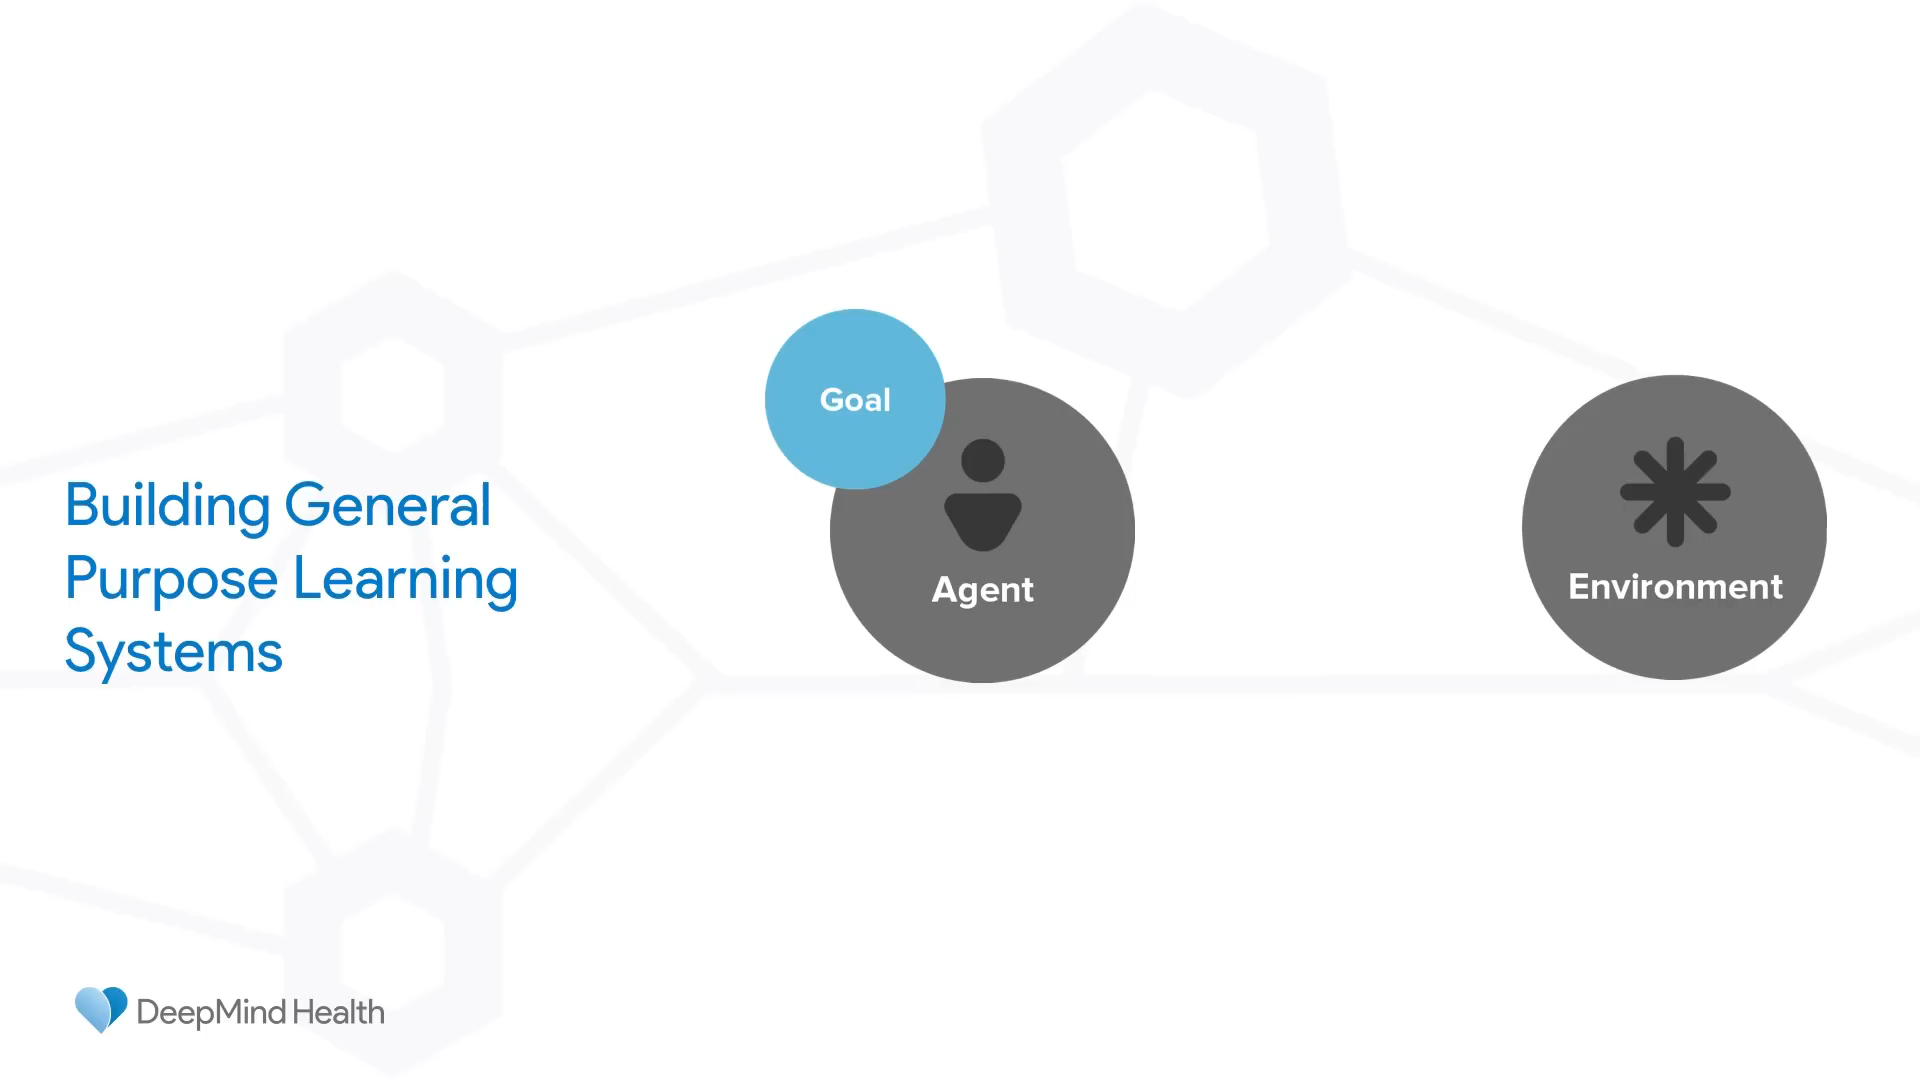 Building General
Purpose Learning
Systems
Goal
Agent
Environment
DeepMind Health